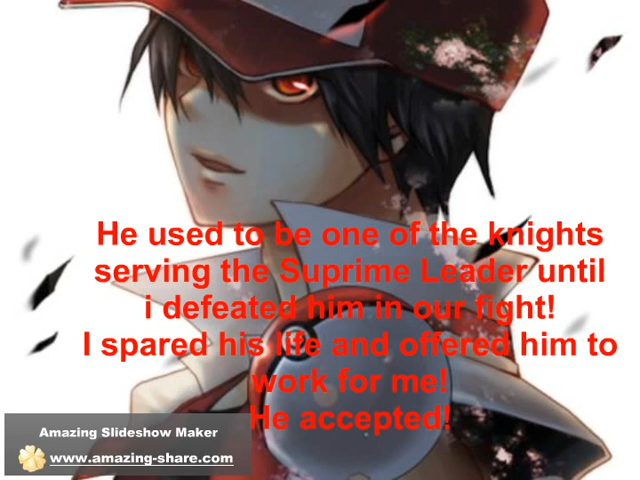 He used to be one of the knights
serving the Suprime Leader until
i defeated him in our fight!
I spared his life and offered him to
work for me!
He accepted!
Amazing Slideshow Maker
www.amazing-share.com